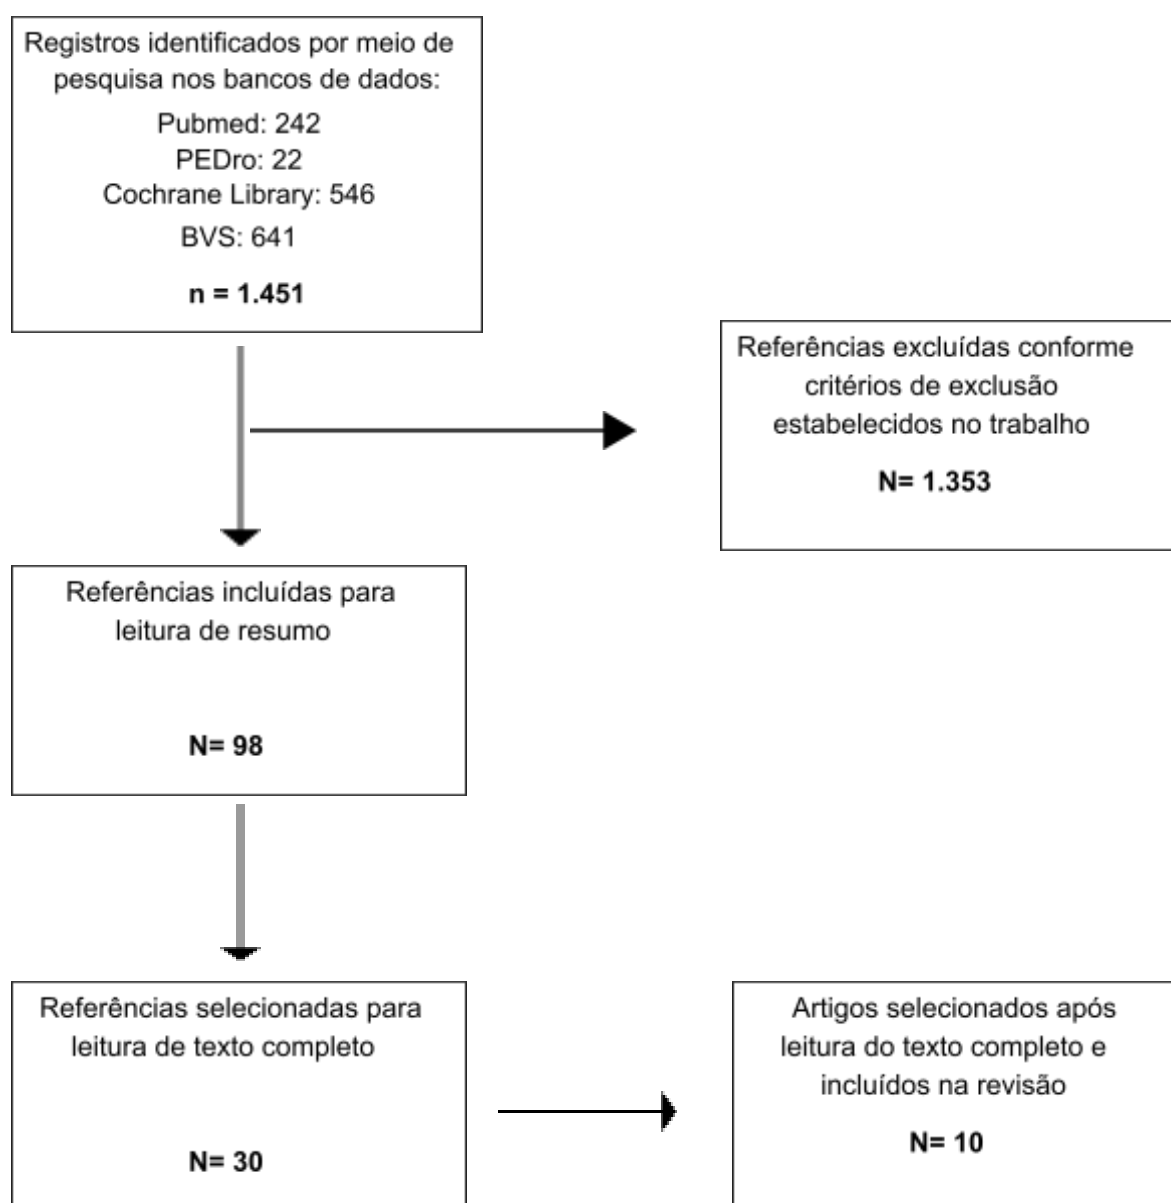 Registros identificados por meio de
pesquisa nos bancos de dados:
Pubmed: 242
PEDro: 22
Cochrane Library: 546
BVS: 641
n = 1.451
Referências excluídas conforme
critérios de exclusão
estabelecidos no trabalho
N= 1.353
Referências incluídas para
leitura de resumo
N= 98
Referências selecionadas para
leitura de texto completo
N= 30
Artigos selecionados após
leitura do texto completo e
incluídos na revisão
N= 10